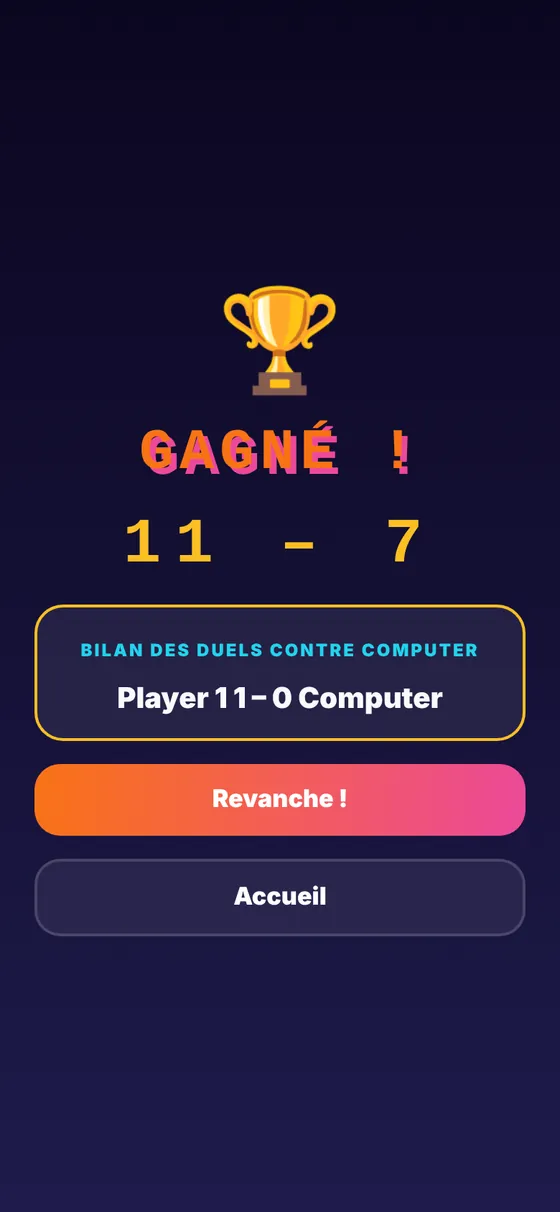 GAGNÉ !
11 – 7
BILAN DES DUELS CONTRE COMPUTER
Player 11 – 0 Computer
Revanche !
Accueil